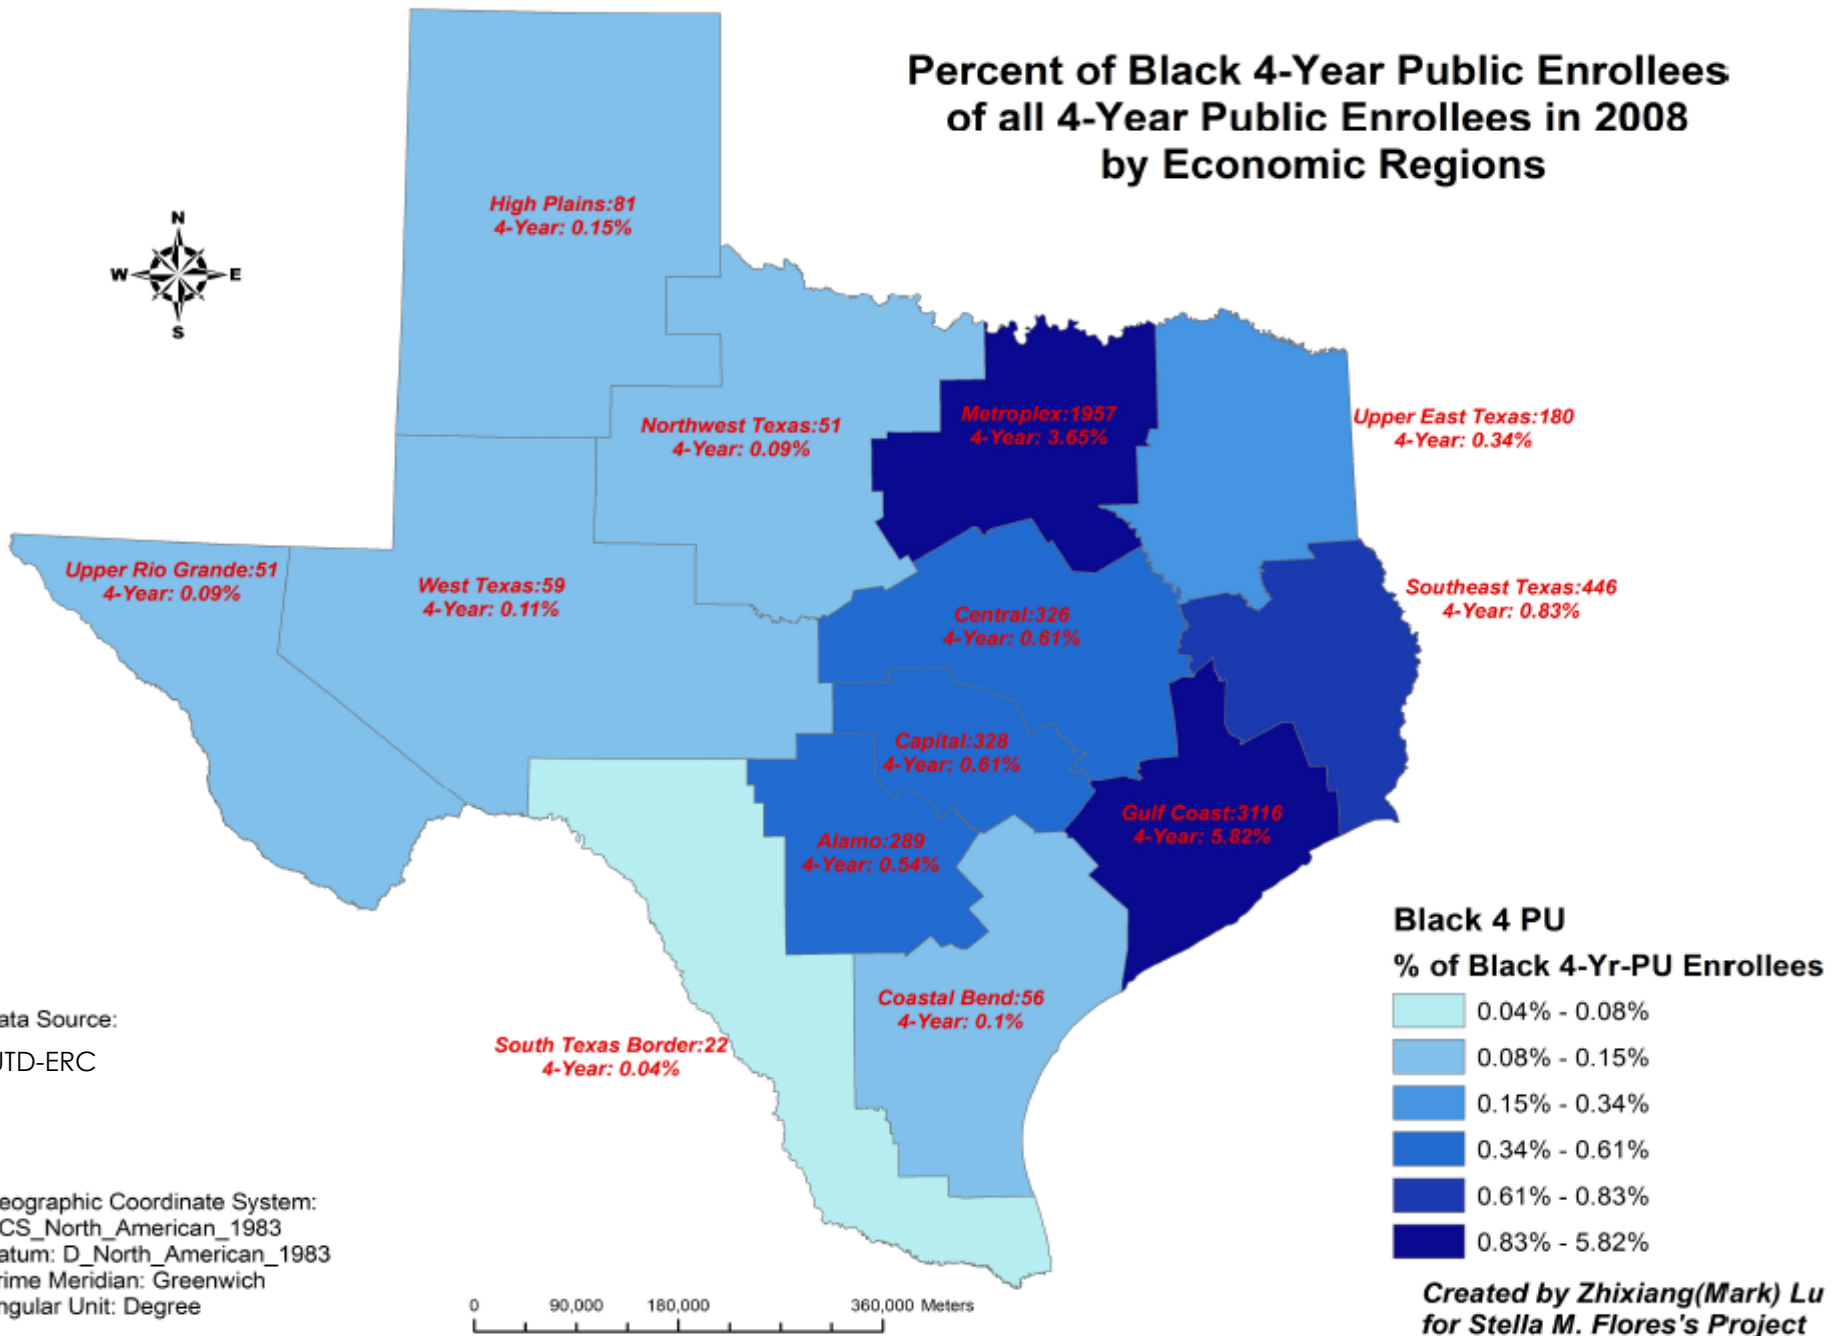 Percent of Black 4-Year Public Enrollees
of all 4-Year Public Enrollees in 2008
by Economic Regions
N
W
E
S
High Plains:81
4-Year: 0.15%
Northwest Texas:51
4-Year: 0.09%
Metroplex:1957
4-Year: 3.65%
Upper East Texas:180
4-Year: 0.34%
Upper Rio Grande:51
4-Year: 0.09%
West Texas:59
4-Year: 0.11%
Central:326
4-Year: 0.61%
Southeast Texas:446
4-Year: 0.83%
Capital:328
4-Year: 0.61%
Alamo:289
4-Year: 0.54%
Gulf Coast:3116
4-Year: 5.82%
Coastal Bend:56
4-Year: 0.1%
South Texas Border:22
4-Year: 0.04%
Black 4 PU
% of Black 4-Yr-PU Enrollees
0.04% - 0.08%
0.08% - 0.15%
0.15% - 0.34%
0.34% - 0.61%
0.61% - 0.83%
0.83% - 5.82%
ata Source:
UTD-ERC
eographic Coordinate System:
CS_North_American_1983
atum: D_North_American_1983
rime Meridian: Greenwich
ngular Unit: Degree
0 90,000 180,000 360,000 Meters
Created by Zhixiang(Mark) Lu
for Stella M. Flores's Project